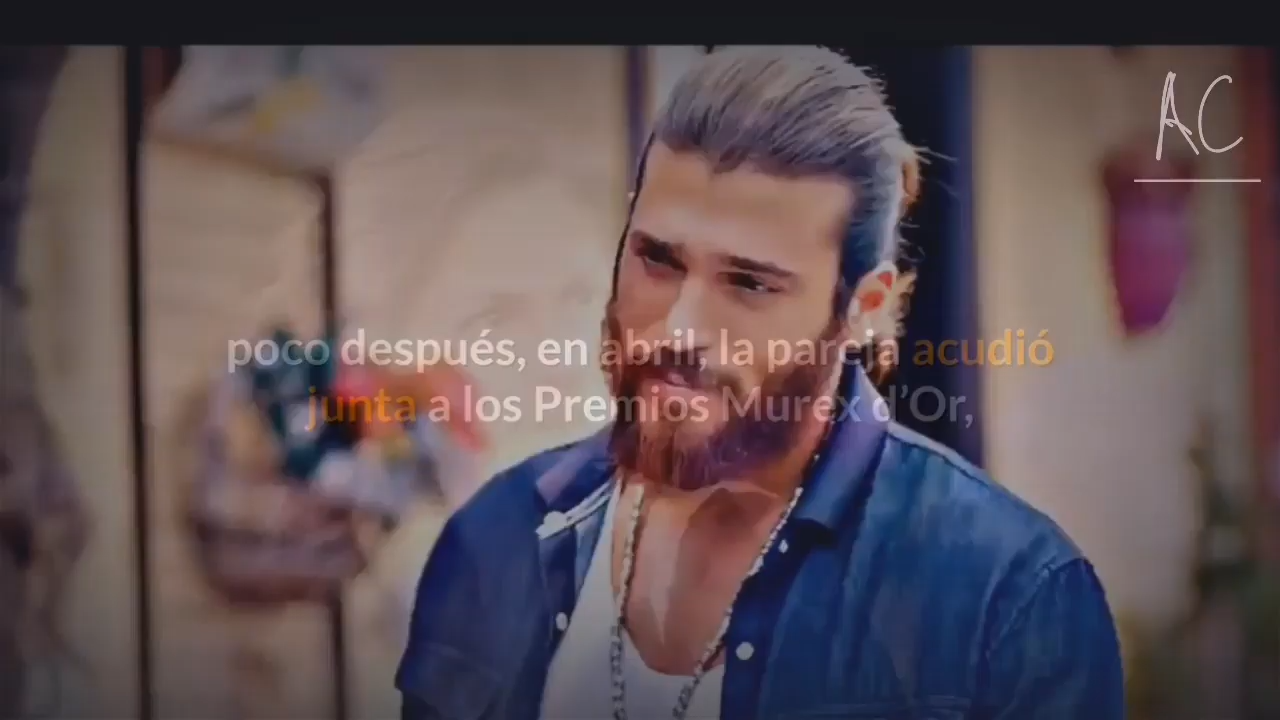 AC
poco después, en abril, la pareja acudió
junta a los Premios Murex d'Or,